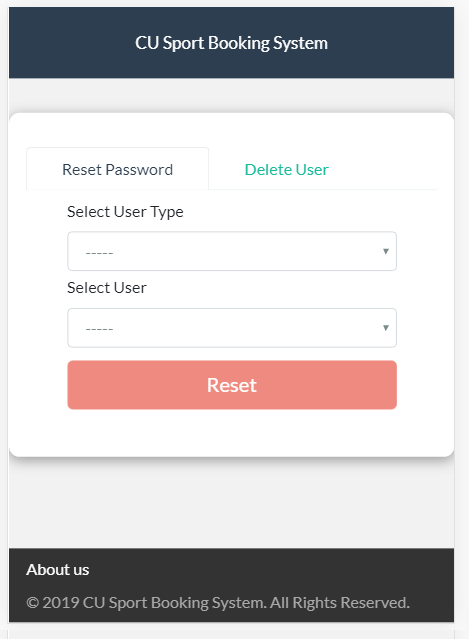 CU Sport Booking System
Reset Password Delete User
Select User Type
-----
Select User
-----
Reset
About us
© 2019 CU Sport Booking System. All Rights Reserved.